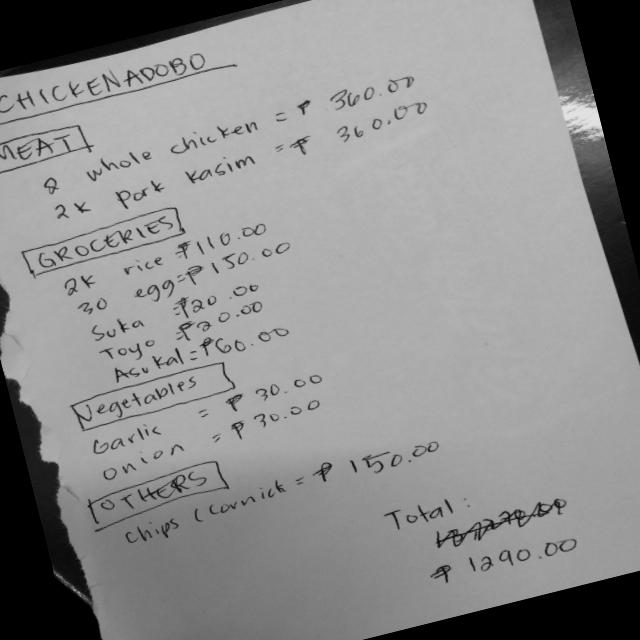 CHICKEN ADOBO
MEAT
2 whole chicken = ₱ 360.00
2k pork kasim = ₱ 360.00
GROCERIES
2k rice = ₱110.00
30 egg = ₱150.00
Suka = ₱20.00
Toyo = ₱20.00
Asukal = ₱60.00
Vegetables
Garlic = ₱ 30.00
onion = ₱ 30.00
OTHERS
chips (cornick = ₱ 150.00
Total:
₱ 1290.00